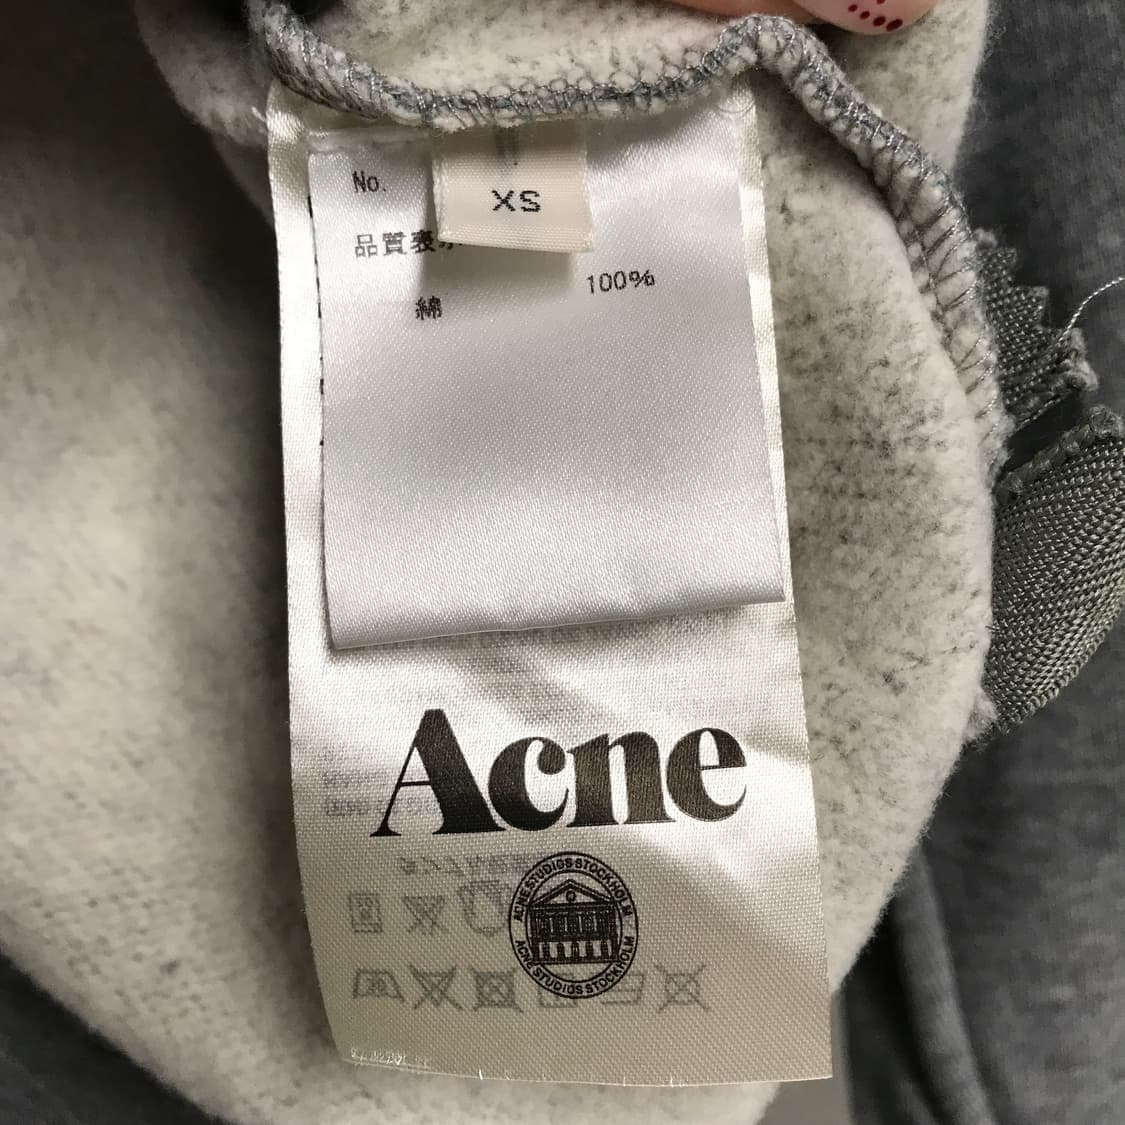 XS
No.
品質表
綿 100%
Acne
ACNE STUDIOS STOCKHOLM
ACNE STUDIOS STOCKHOLM